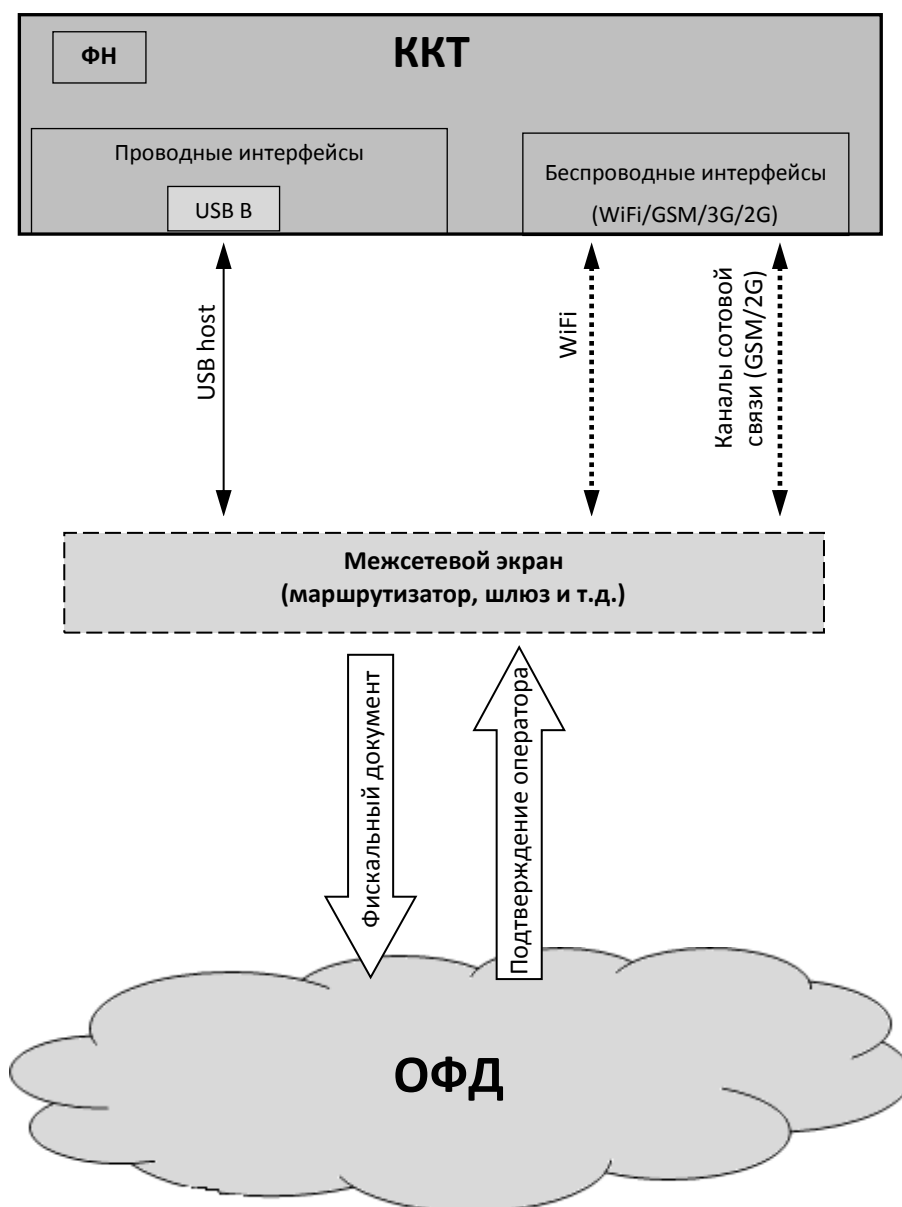 ФН
ККТ
Проводные интерфейсы
USB B
Беспроводные интерфейсы
(WiFi/GSM/3G/2G)
USB host
WiFi
Каналы сотовой
связи (GSM/2G)
Межсетевой экран
(маршрутизатор, шлюз и т.д.)
Фискальный документ
Подтверждение оператора
ОФД